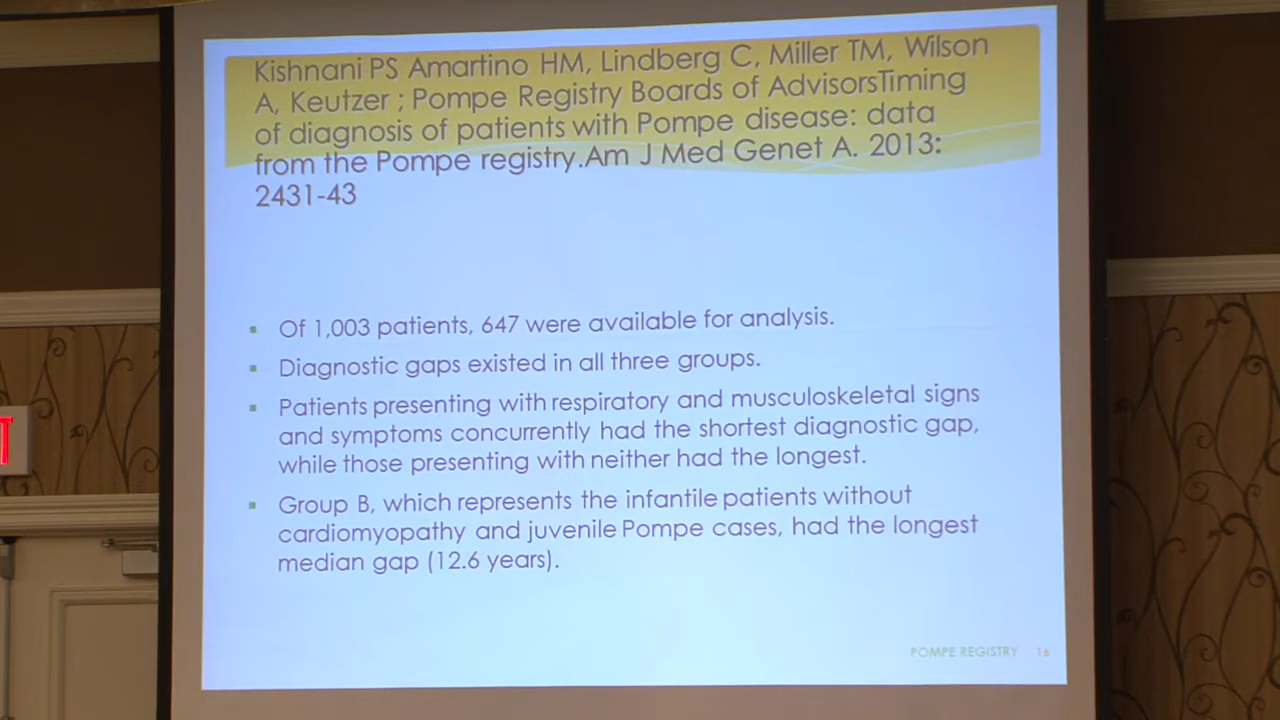 Kishnani PS Amartino HM, Lindberg C, Miller TM, Wilson
A, Keutzer ; Pompe Registry Boards of AdvisorsTiming
of diagnosis of patients with Pompe disease: data
from the Pompe registry.Am J Med Genet A. 2013:
2431-43
▪ Of 1,003 patients, 647 were available for analysis.
▪ Diagnostic gaps existed in all three groups.
▪ Patients presenting with respiratory and musculoskeletal signs
and symptoms concurrently had the shortest diagnostic gap,
while those presenting with neither had the longest.
▪ Group B, which represents the infantile patients without
cardiomyopathy and juvenile Pompe cases, had the longest
median gap (12.6 years).
POMPE REGISTRY 16
T